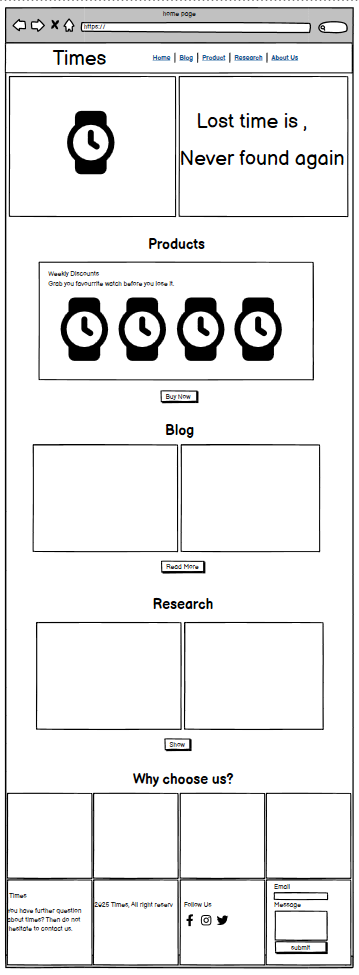 home page
https://
Times
Home | Blog | Product | Research | About Us
Lost time is ,
Never found again
Products
Weekly Discounts
Grab you favourite watch before you lose it.
Buy Now
Blog
Read More
Research
Show
Why choose us?
Times
You have further question
about times? Then do not
hesitate to contact us.
2025 Times, All right reserv
Follow Us
Email
Message
submit